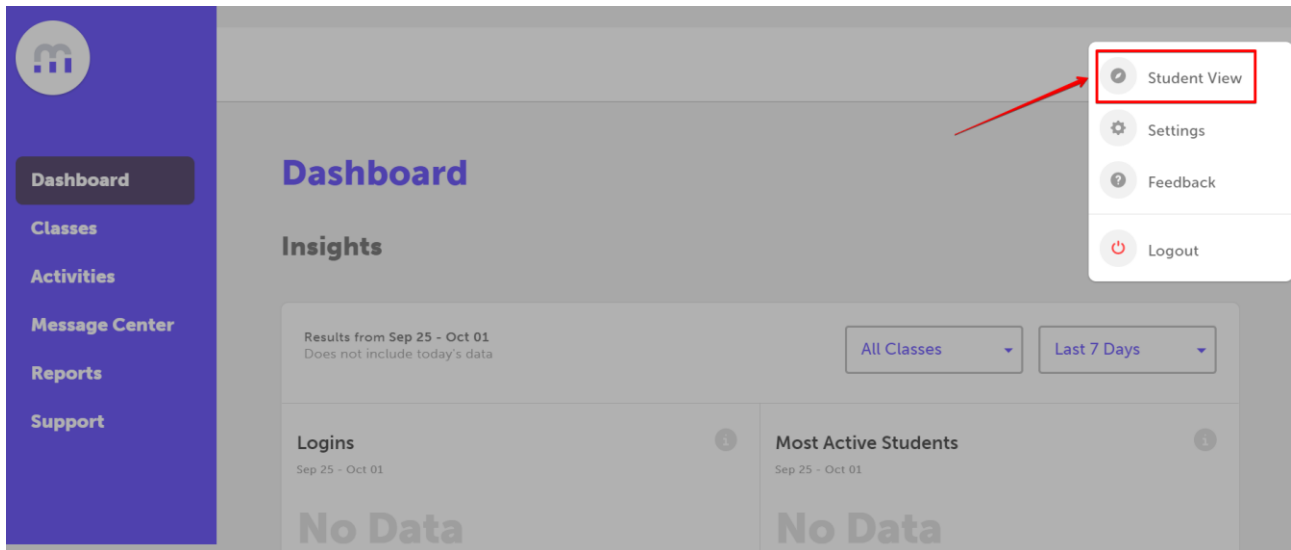 m
Student View
Settings
Feedback
Logout
Dashboard
Classes
Activities
Message Center
Reports
Support
Dashboard
Insights
Results from Sep 25 - Oct 01
Does not include today's data
All Classes
Last 7 Days
Logins
Sep 25 - Oct 01
No Data
Most Active Students
Sep 25 - Oct 01
No Data